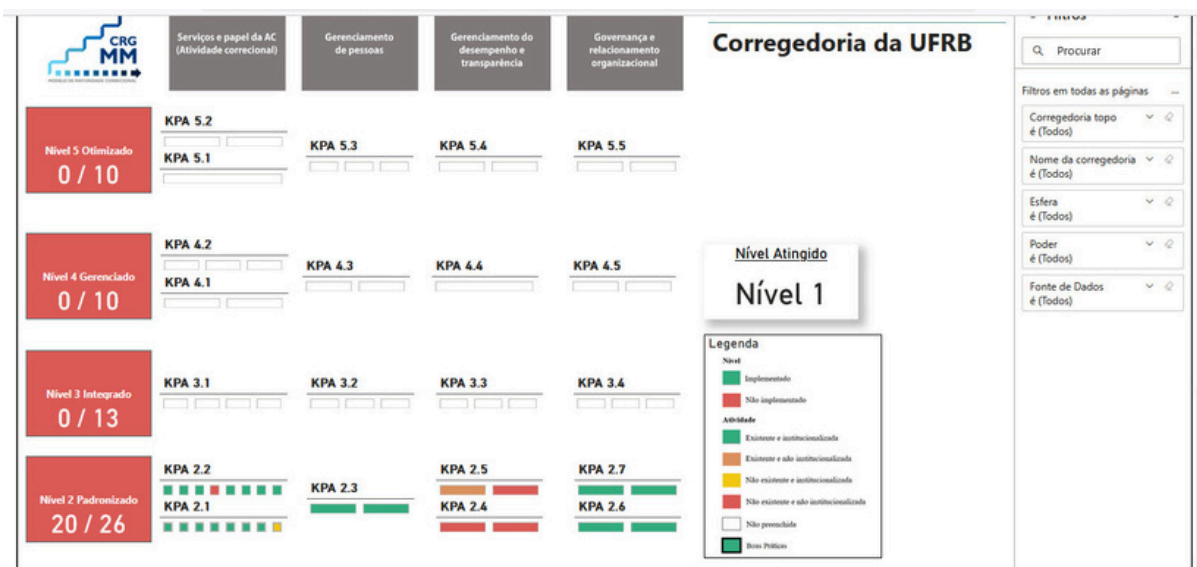 CRG
MM
MODELO DE MATURIDADE CORRECIONAL
Serviços e papel da AC
(Atividade correcional)
Gerenciamento
de pessoas
Gerenciamento do
desempenho e
transparência
Governança e
relacionamento
organizacional
Corregedoria da UFRB
Filtros
Procurar
Filtros em todas as páginas
Corregedoria topo
é (Todos)
Nome da corregedoria
é (Todos)
Esfera
é (Todos)
Poder
é (Todos)
Fonte de Dados
é (Todos)
Nível 5 Otimizado
0 / 10
KPA 5.2
KPA 5.1
KPA 5.3
KPA 5.4
KPA 5.5
Nível 4 Gerenciado
0 / 10
KPA 4.2
KPA 4.1
KPA 4.3
KPA 4.4
KPA 4.5
Nível 3 Integrado
0 / 13
KPA 3.1
KPA 3.2
KPA 3.3
KPA 3.4
Nível 2 Padronizado
20 / 26
KPA 2.2
KPA 2.1
KPA 2.3
KPA 2.5
KPA 2.4
KPA 2.7
KPA 2.6
Nível Atingido
Nível 1
Legenda
Nível
Implementado
Não implementado
Atividade
Existente e institucionalizada
Existente e não institucionalizada
Não existente e institucionalizada
Não existente e não institucionalizada
Não preenchida
Boas Práticas